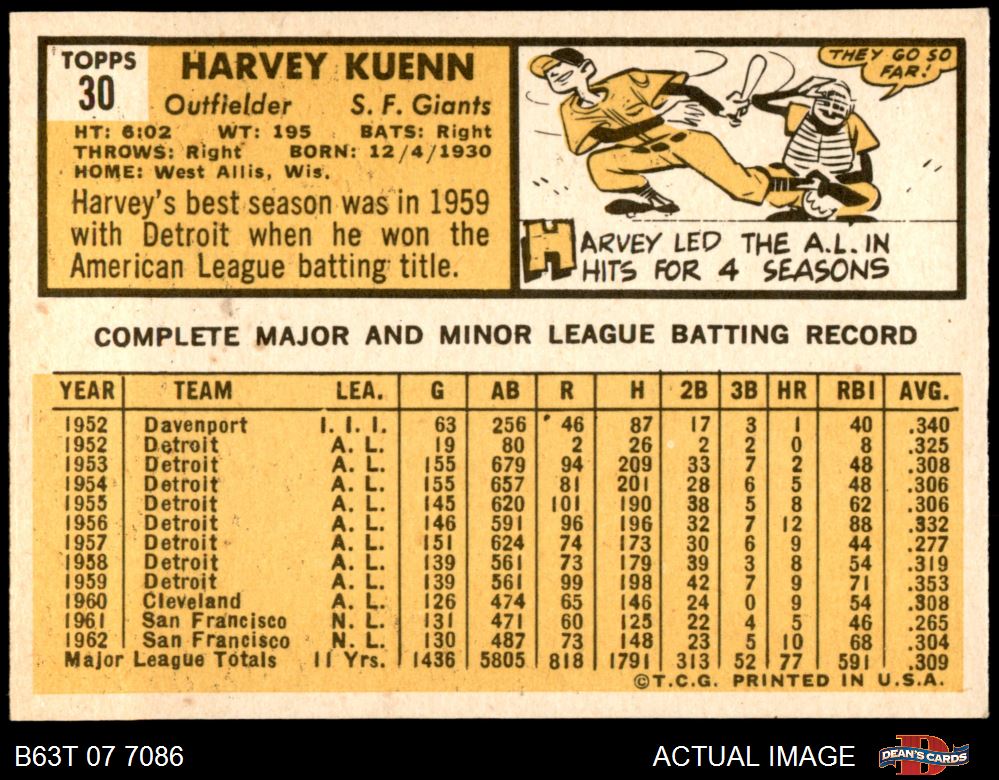 TOPPS
30
HARVEY KUENN
Outfielder S. F. Giants
HT: 6:02 WT: 195 BATS: Right
THROWS: Right BORN: 12/4/1930
HOME: West Allis, Wis.
Harvey's best season was in 1959
with Detroit when he won the
American League batting title.
THEY GO SO
FAR!
HARVEY LED THE A.L. IN
HITS FOR 4 SEASONS
COMPLETE MAJOR AND MINOR LEAGUE BATTING RECORD
YEAR TEAM LEA. G AB R H 2B 3B HR RBI AVG.
1952 Davenport I. I. I. 63 256 46 87 17 3 1 40 .340
1952 Detroit A. L. 19 80 2 26 2 2 0 8 .325
1953 Detroit A. L. 155 679 94 209 33 7 2 48 .308
1954 Detroit A. L. 155 657 81 201 28 6 5 48 .306
1955 Detroit A. L. 145 620 101 190 38 5 8 62 .306
1956 Detroit A. L. 146 591 96 196 32 7 12 88 .332
1957 Detroit A. L. 151 624 74 173 30 6 9 44 .277
1958 Detroit A. L. 139 561 73 179 39 3 8 54 .319
1959 Detroit A. L. 139 561 99 198 42 7 9 71 .353
1960 Cleveland A. L. 126 474 65 146 24 0 9 54 .308
1961 San Francisco N. L. 131 471 60 125 22 4 5 46 .265
1962 San Francisco N. L. 130 487 73 148 23 5 10 68 .304
Major League Totals 11 Yrs. 1436 5805 818 1791 313 52 77 591 .309
©T.C.G. PRINTED IN U.S.A.
B63T 07 7086 ACTUAL IMAGE DEAN'S CARDS